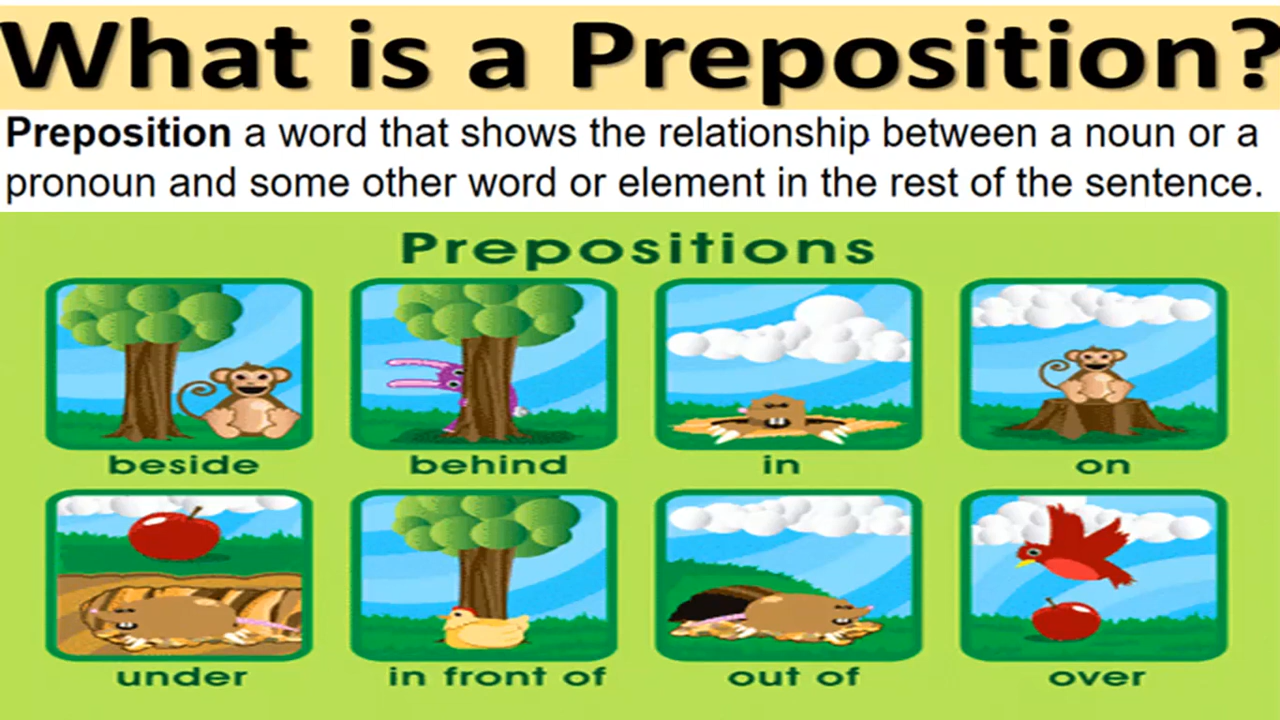 What is a Preposition?
Preposition a word that shows the relationship between a noun or a
pronoun and some other word or element in the rest of the sentence.
Prepositions
beside behind in on
under in front of out of over